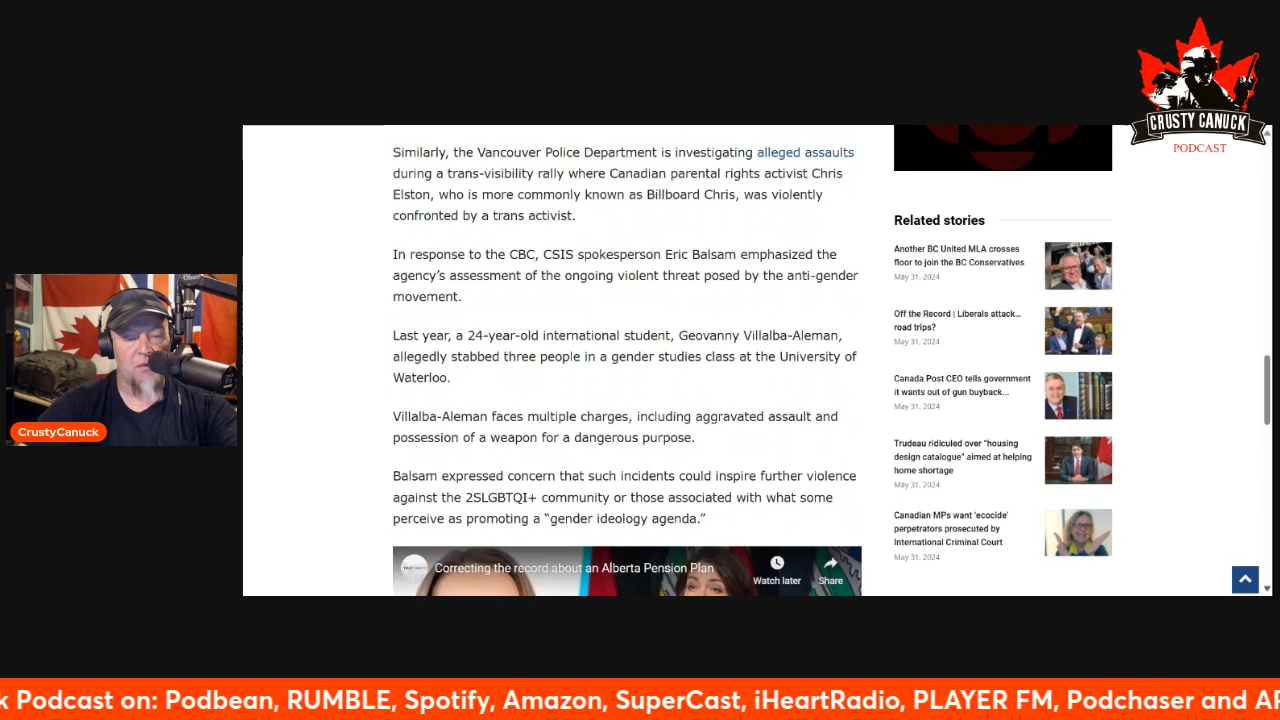 CRUSTY CANUCK
PODCAST
Similarly, the Vancouver Police Department is investigating alleged assaults
during a trans-visibility rally where Canadian parental rights activist Chris
Elston, who is more commonly known as Billboard Chris, was violently
confronted by a trans activist.
In response to the CBC, CSIS spokesperson Eric Balsam emphasized the
agency's assessment of the ongoing violent threat posed by the anti-gender
movement.
Last year, a 24-year-old international student, Geovanny Villalba-Aleman,
allegedly stabbed three people in a gender studies class at the University of
Waterloo.
Villalba-Aleman faces multiple charges, including aggravated assault and
possession of a weapon for a dangerous purpose.
Balsam expressed concern that such incidents could inspire further violence
against the 2SLGBTQI+ community or those associated with what some
perceive as promoting a “gender ideology agenda.”
Correcting the record about an Alberta Pension Plan
Watch later
Share
Related stories
Another BC United MLA crosses
floor to join the BC Conservatives
May 31, 2024
Off the Record | Liberals attack...
road trips?
May 31, 2024
Canada Post CEO tells government
it wants out of gun buyback...
May 31, 2024
Trudeau ridiculed over “housing
design catalogue” aimed at helping
home shortage
May 31, 2024
Canadian MPs want ‘ecocide’
perpetrators prosecuted by
International Criminal Court
May 31, 2024
CrustyCanuck
k Podcast on: Podbean, RUMBLE, Spotify, Amazon, SuperCast, iHeartRadio, PLAYER FM, Podchaser and AP